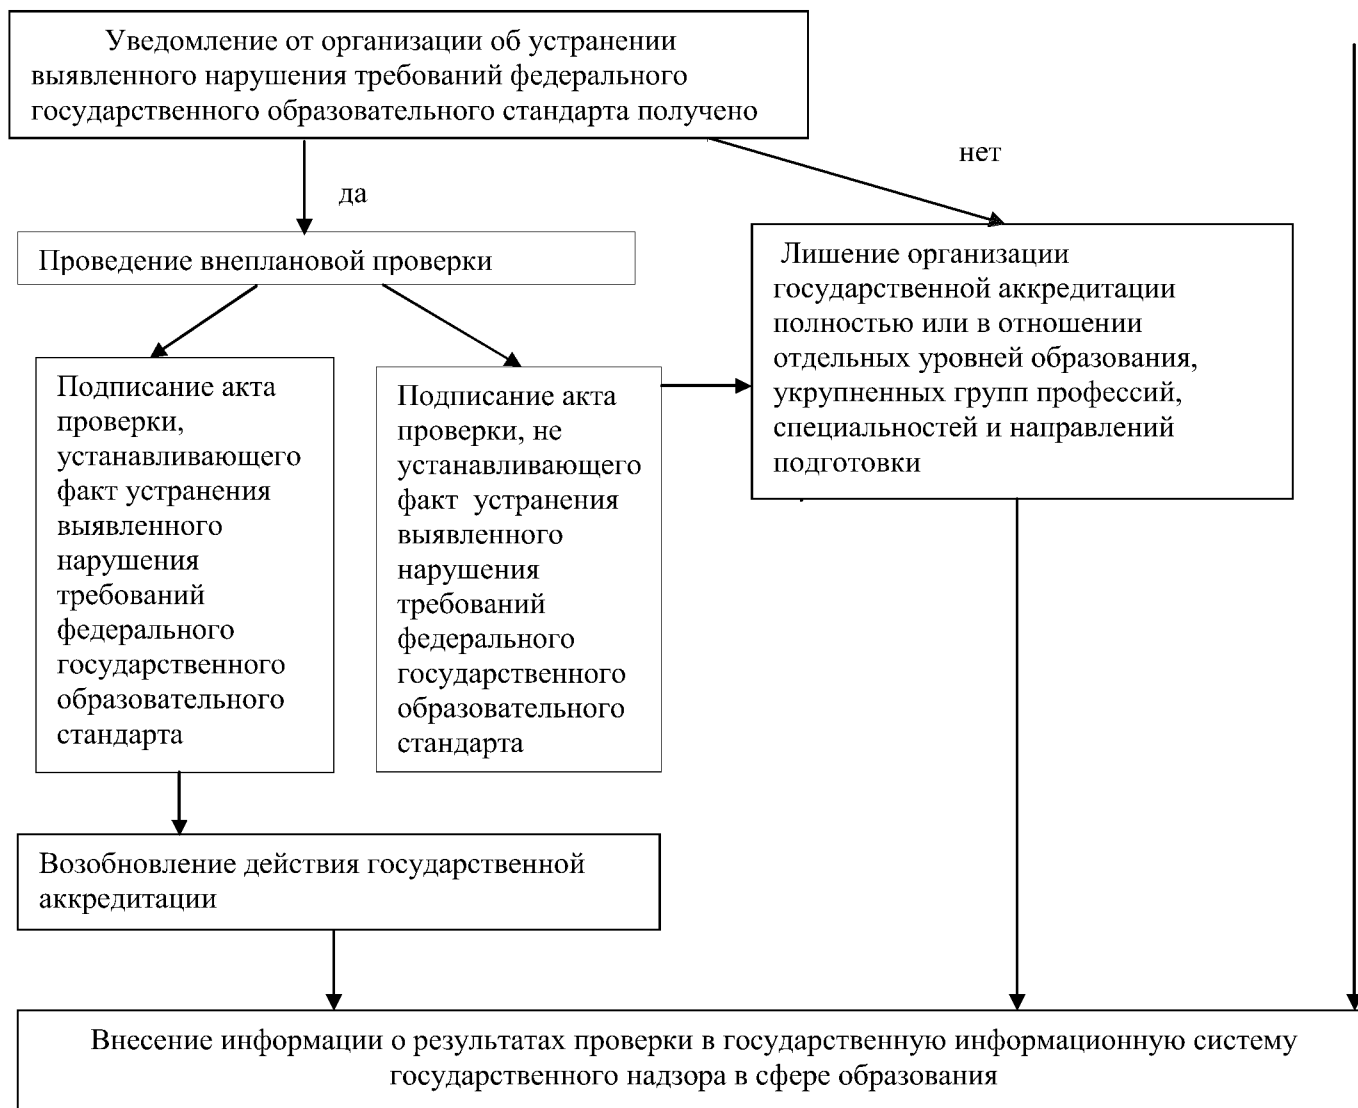 Уведомление от организации об устранении
выявленного нарушения требований федерального
государственного образовательного стандарта получено
нет
да
Проведение внеплановой проверки
Лишение организации
государственной аккредитации
полностью или в отношении
отдельных уровней образования,
укрупненных групп профессий,
специальностей и направлений
подготовки
Подписание акта
проверки,
устанавливающего
факт устранения
выявленного
нарушения
требований
федерального
государственного
образовательного
стандарта
Подписание акта
проверки, не
устанавливающего
факт  устранения
выявленного
нарушения
требований
федерального
государственного
образовательного
стандарта
Возобновление действия государственной
аккредитации
Внесение информации о результатах проверки в государственную информационную систему
государственного надзора в сфере образования